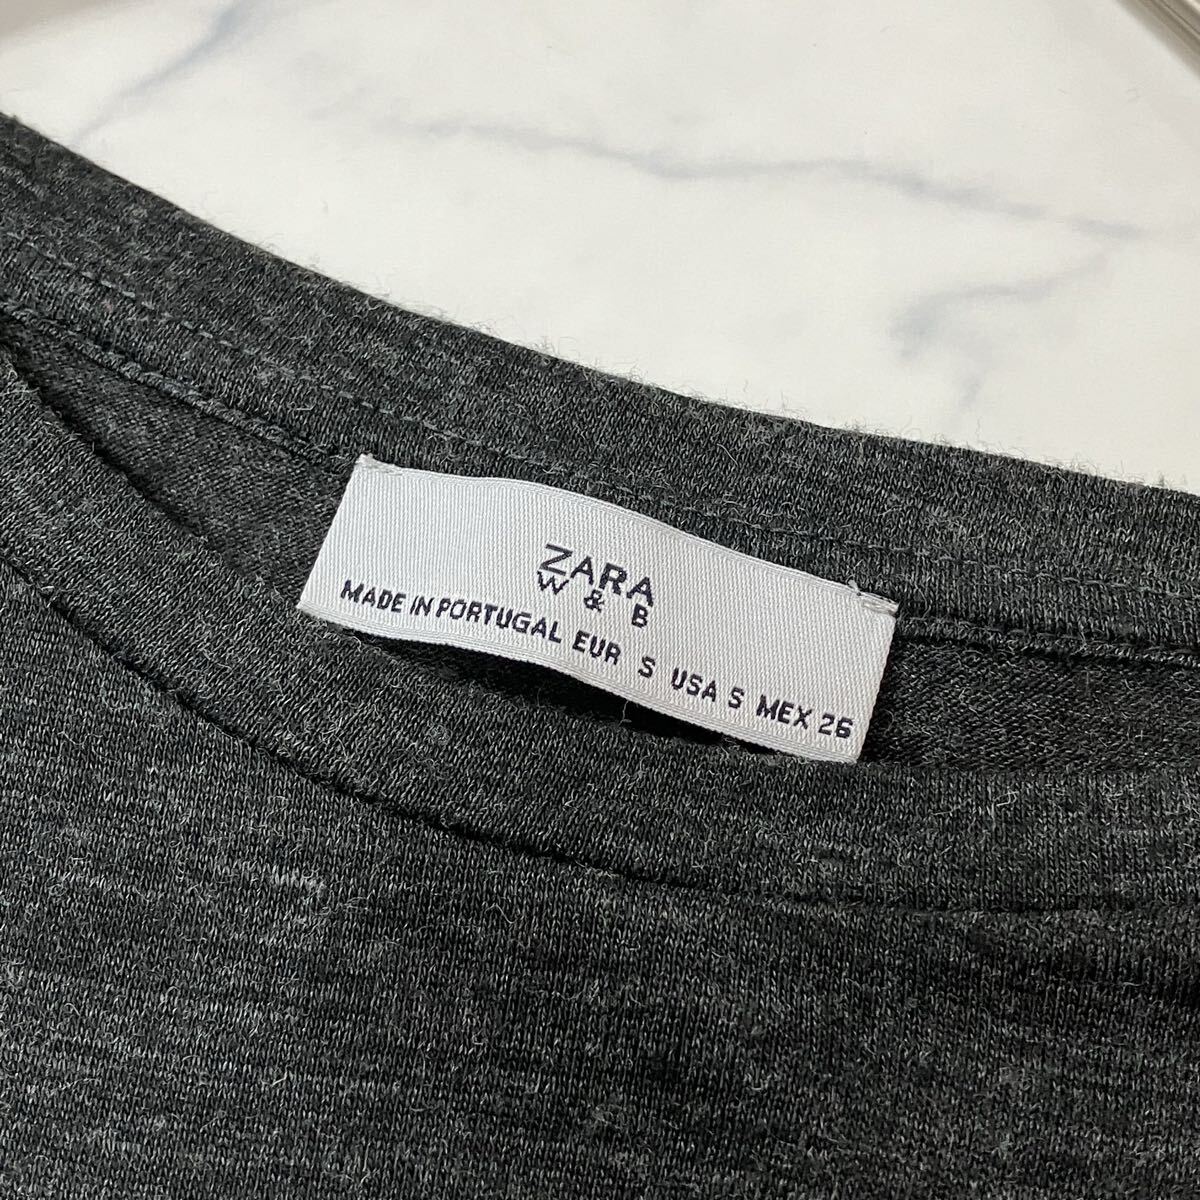 ZARA
W & B
MADE IN PORTUGAL EUR S USA S MEX 26